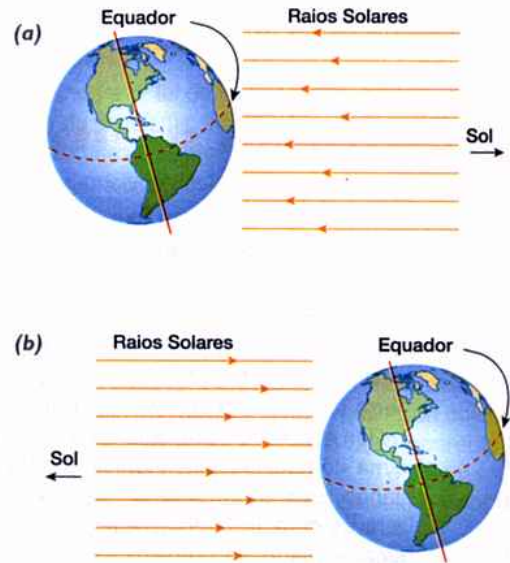 Equador
Raios Solares
(a)
Sol
(b)
Raios Solares
Equador
Sol